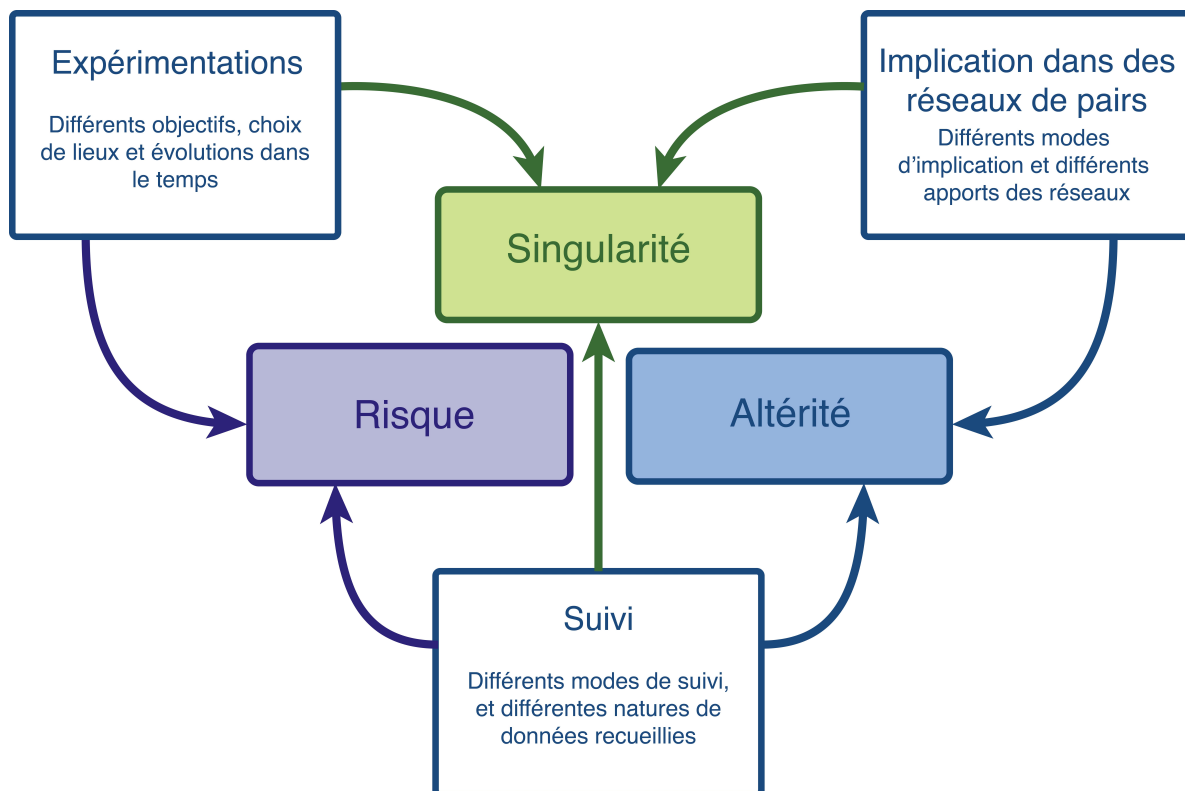 Expérimentations
Différents objectifs, choix
de lieux et évolutions dans
le temps
Implication dans des
réseaux de pairs
Différents modes
d'implication et différents
apports des réseaux
Singularité
Risque
Altérité
Suivi
Différents modes de suivi,
et différentes natures de
données recueillies